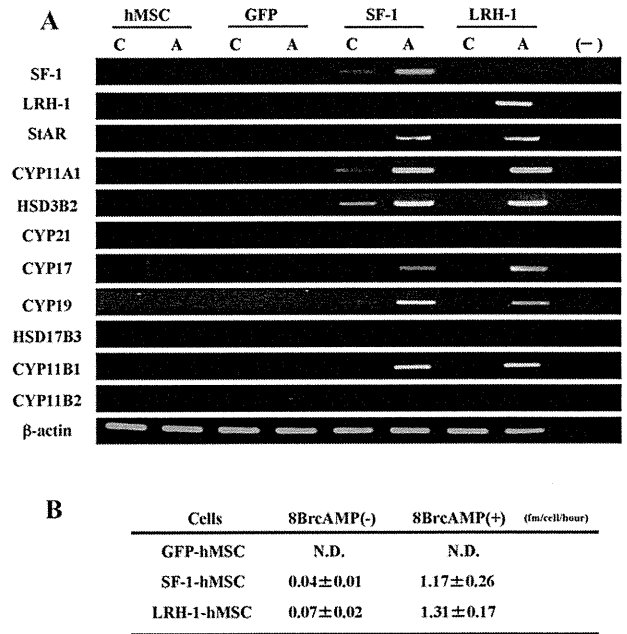 A
hMSC GFP SF-1 LRH-1
C A C A C A C A (−)
SF-1
LRH-1
StAR
CYP11A1
HSD3B2
CYP21
CYP17
CYP19
HSD17B3
CYP11B1
CYP11B2
β-actin
B
Cells 8BrcAMP(-) 8BrcAMP(+) (fm/cell/hour)
GFP-hMSC N.D. N.D.
SF-1-hMSC 0.04±0.01 1.17±0.26
LRH-1-hMSC 0.07±0.02 1.31±0.17